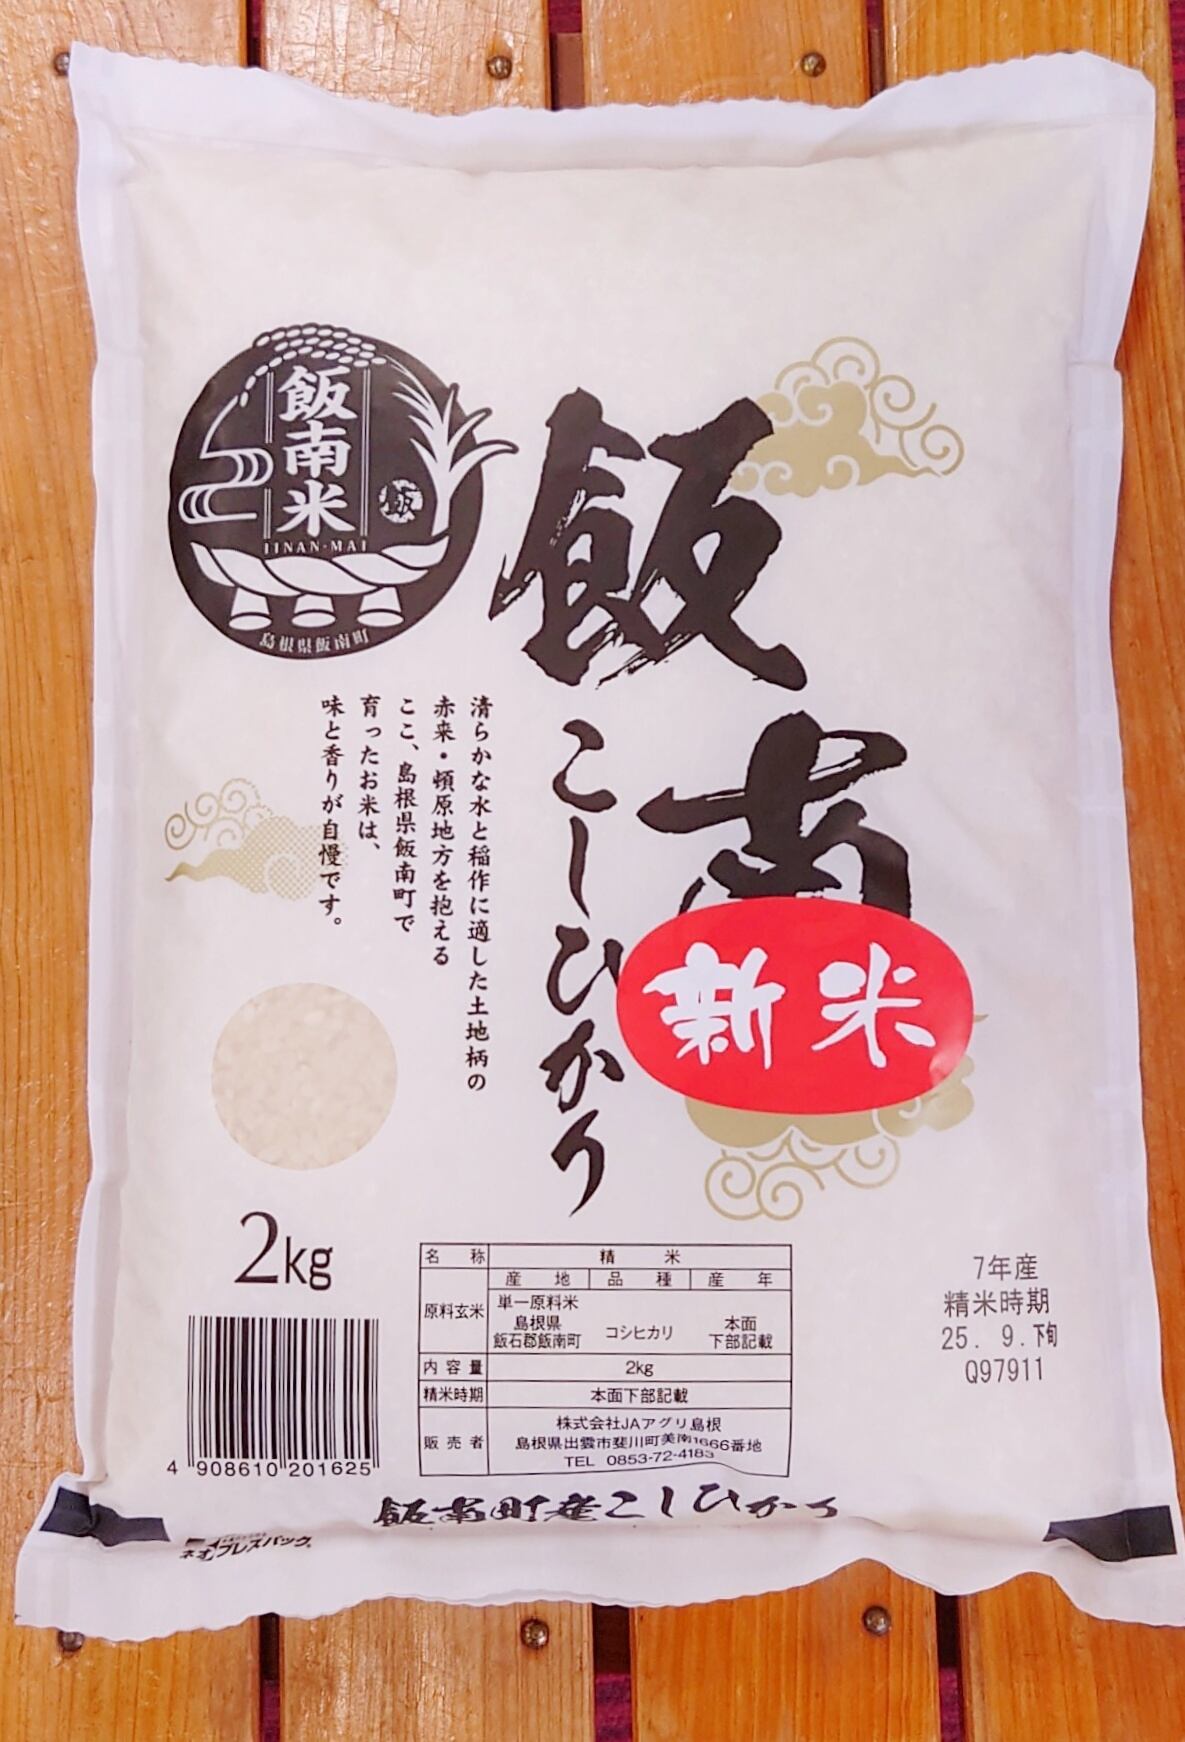 飯南米
飯
IINAN-MAI
島根県飯南町
飯南
こしひかり
新米
清らかな水と稲作に適した土地柄の
赤来・頓原地方を抱える
ここ、島根県飯南町で
育ったお米は、
味と香りが自慢です。
2kg
名称 精米
原料玄米 産地 品種 産年
単一原料米
島根県
飯石郡飯南町 コシヒカリ 本面
下部記載
内容量 2kg
精米時期 本面下部記載
販売者 株式会社JAアグリ島根
島根県出雲市斐川町美南1666番地
TEL 0853-72-4183
7年産
精米時期
25. 9.下旬
Q97911
4 908610 201625
飯南町産こしひかり
ネオブレスパック